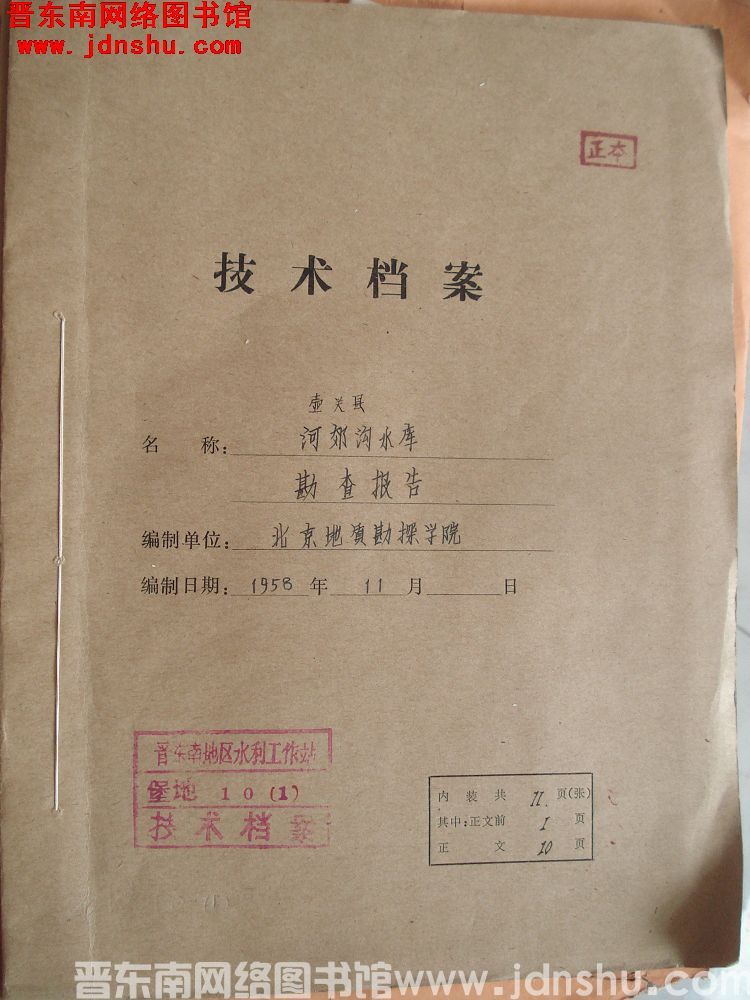 晋东南网络图书馆
www.jdnshu.com
正本
技术档案
壶关县
名 称: 河郊沟水库
勘查报告
编制单位: 北京地质勘探学院
编制日期: 1958 年 11 月 日
晋东南地区水利工作站
堡地 10(1)
技术档案
内装共 11 页(张)
其中:正文前 1 页
正文 10 页
晋东南网络图书馆www.jdnshu.com